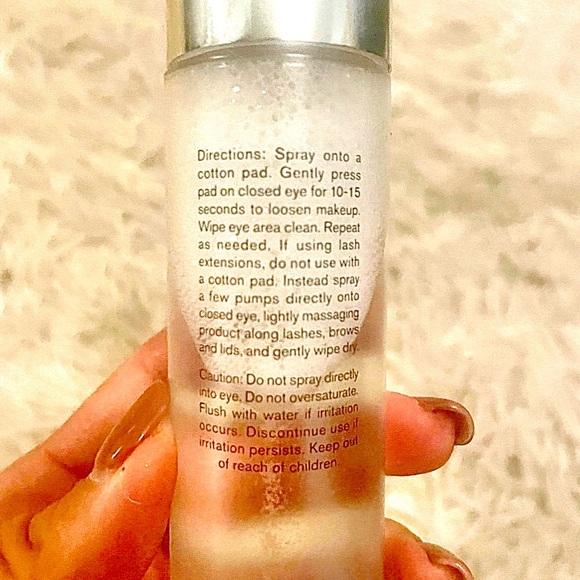 Directions: Spray onto a
cotton pad. Gently press
pad on closed eye for 10-15
seconds to loosen makeup.
Wipe eye area clean. Repeat
as needed. If using lash
extensions, do not use with
a cotton pad. Instead spray
a few pumps directly onto
closed eye, lightly massaging
product along lashes, brows
and lids, and gently wipe dry.
Caution: Do not spray directly
into eye, Do not oversaturate.
Flush with water if irritation
occurs. Discontinue use if
irritation persists. Keep out
of reach of children.